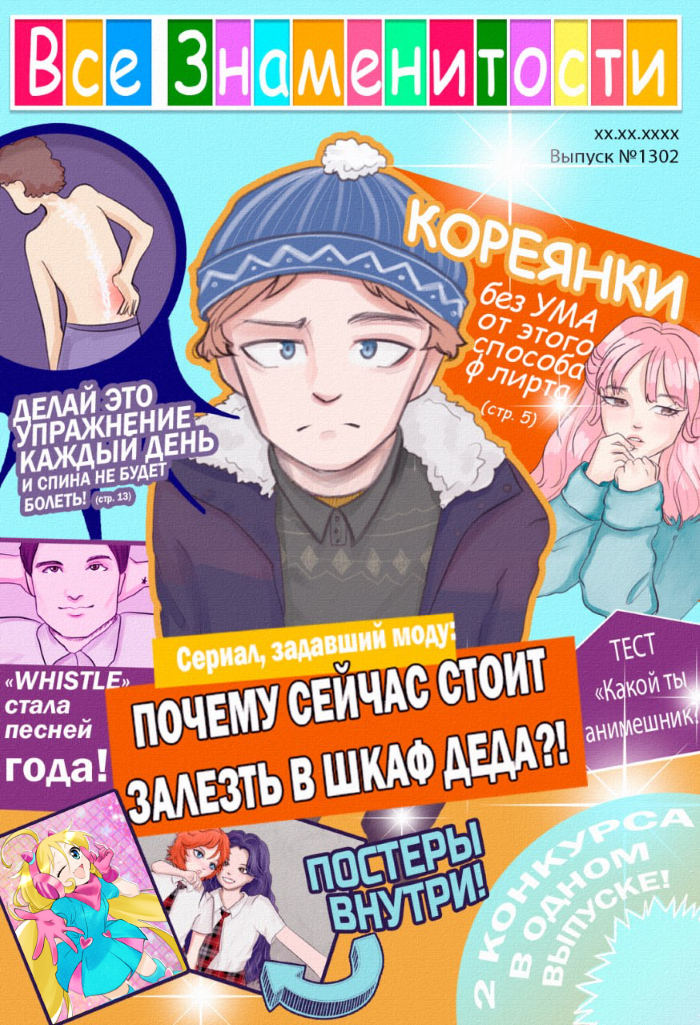 Все Знаменитости
xx.xx.xxxx
Выпуск №1302
КОРЕЯНКИ
без УМА
от этого
способа
флирта
(стр. 5)
ДЕЛАЙ ЭТО
УПРАЖНЕНИЕ
КАЖДЫЙ ДЕНЬ
И СПИНА НЕ БУДЕТ
БОЛЕТЬ! (стр. 13)
Сериал, задавший моду:
ПОЧЕМУ СЕЙЧАС СТОИТ
ЗАЛЕЗТЬ В ШКАФ ДЕДА?!
«WHISTLE»
стала
песней
года!
ТЕСТ
«Какой ты
анимешник?
ПОСТЕРЫ
ВНУТРИ!
2 КОНКУРСА
В ОДНОМ
ВЫПУСКЕ!